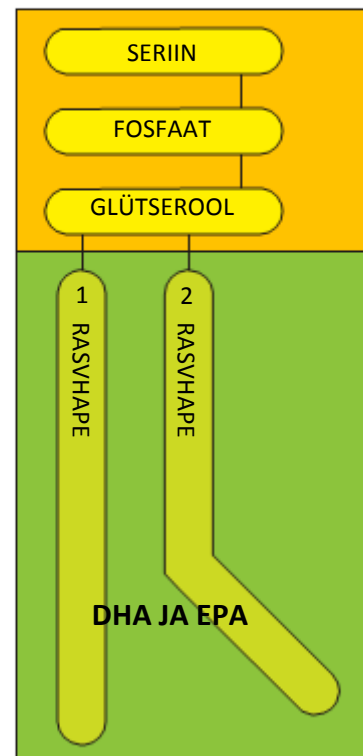 SERIIN
FOSFAAT
GLÜTSEROOL
1 RASVHAPE
2 RASVHAPE
DHA JA EPA